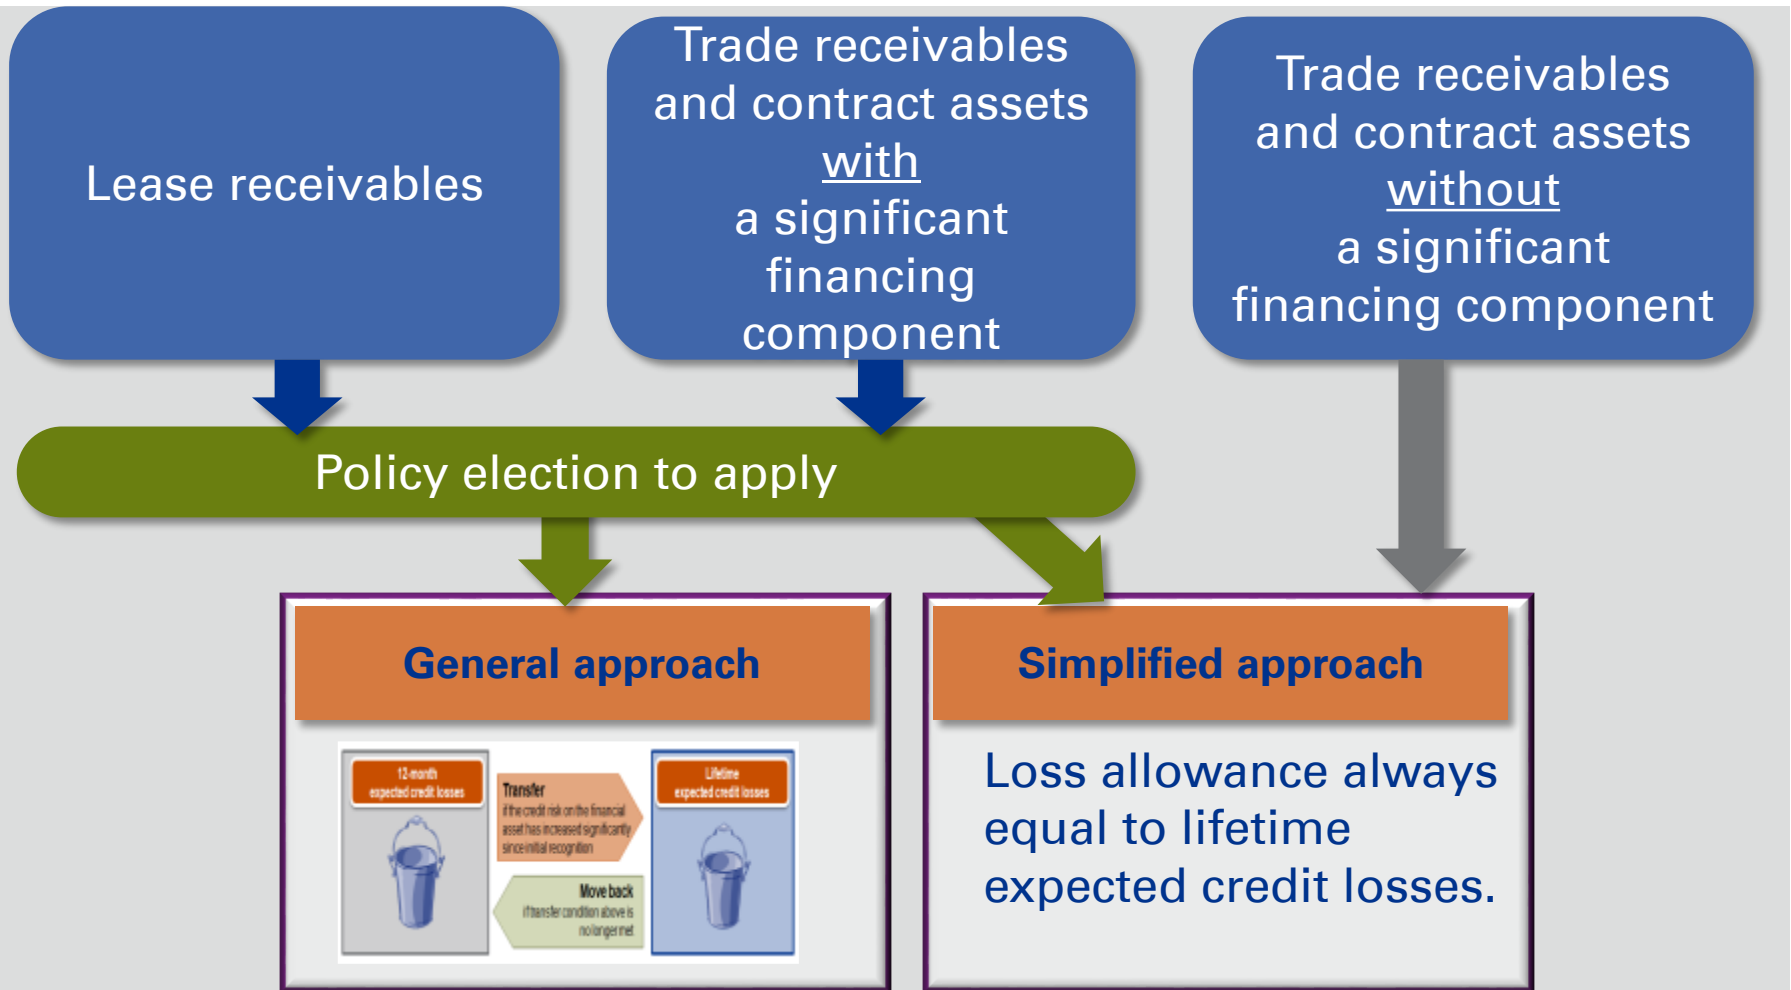 Lease receivables
Trade receivables
and contract assets
with
a significant
financing
component
Trade receivables
and contract assets
without
a significant
financing component
Policy election to apply
General approach
Simplified approach
12-month
expected credit losses
Transfer
if the credit risk on the financial
asset has increased significantly
since initial recognition
Lifetime
expected credit losses
Move back
if transfer condition above is
no longer met
Loss allowance always
equal to lifetime
expected credit losses.